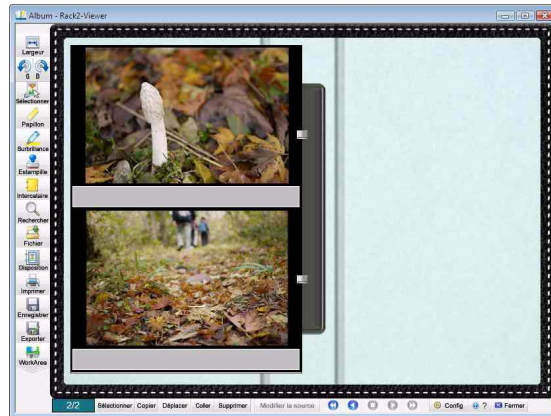 Album - Rack2-Viewer
Largeur
G D
Sélectionner
Papillon
Surbrillance
Estampille
Intercalaire
Rechercher
Fichier
Disposition
Imprimer
Enregistrer
Exporter
WorkArea
2/2 Sélectionner Copier Déplacer Coller Supprimer Modifier la source Config ? Fermer